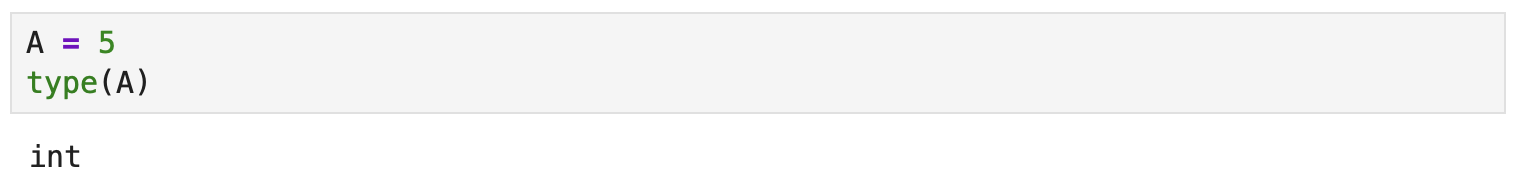 A = 5
type(A)
int